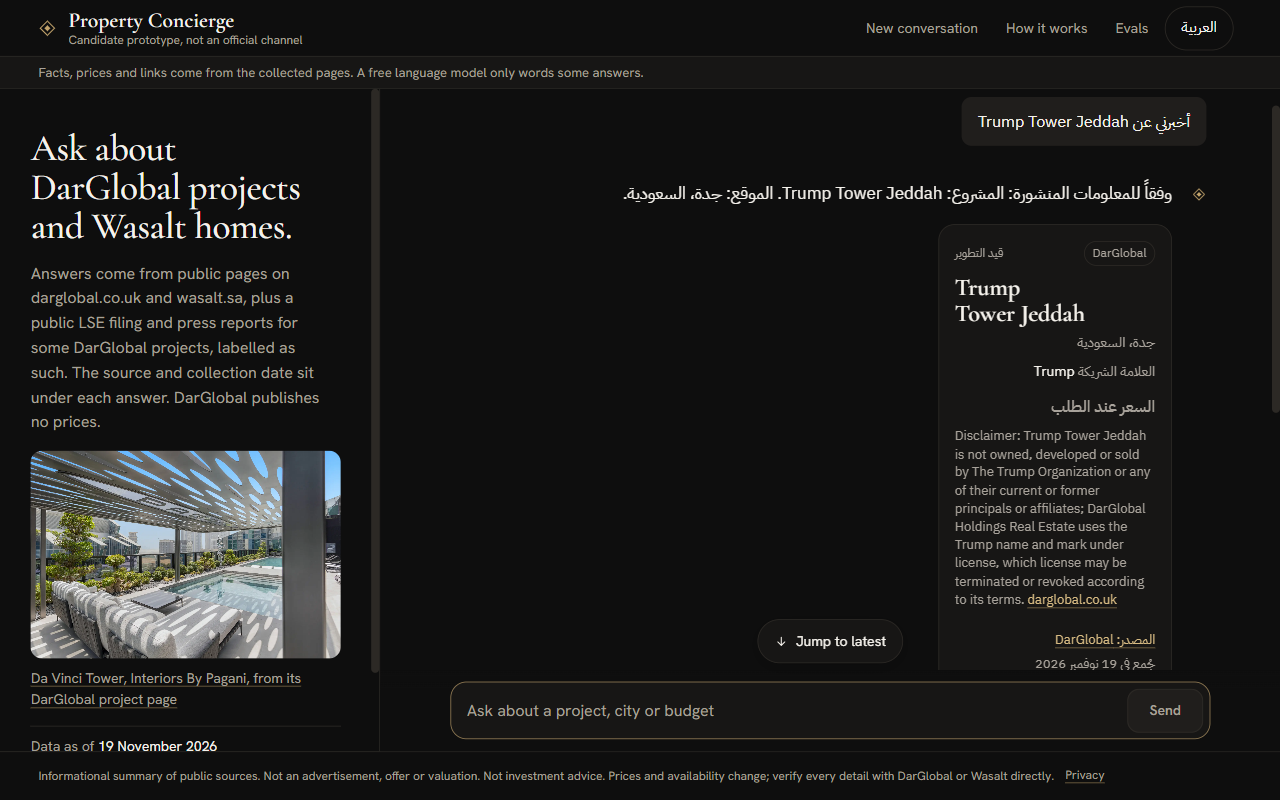 Property Concierge
Candidate prototype, not an official channel
New conversation
How it works
Evals
العربية
Facts, prices and links come from the collected pages. A free language model only words some answers.
Ask about
DarGlobal projects
and Wasalt homes.
Answers come from public pages on
darglobal.co.uk and wasalt.sa, plus a
public LSE filing and press reports for
some DarGlobal projects, labelled as
such. The source and collection date sit
under each answer. DarGlobal publishes
no prices.
Da Vinci Tower, Interiors By Pagani, from its
DarGlobal project page
Data as of 19 November 2026
أخبرني عن Trump Tower Jeddah
وفقاً للمعلومات المنشورة: المشروع: Trump Tower Jeddah. الموقع: جدة، السعودية.
DarGlobal
قيد التطوير
Trump
Tower Jeddah
جدة، السعودية
العلامة الشريكة Trump
السعر عند الطلب
Disclaimer: Trump Tower Jeddah
is not owned, developed or sold
by The Trump Organization or any
of their current or former
principals or affiliates; DarGlobal
Holdings Real Estate uses the
Trump name and mark under
license, which license may be
terminated or revoked according
to its terms. darglobal.co.uk
المصدر: DarGlobal
جُمع في 19 نوفمبر 2026
↓ Jump to latest
Ask about a project, city or budget
Send
Informational summary of public sources. Not an advertisement, offer or valuation. Not investment advice. Prices and availability change; verify every detail with DarGlobal or Wasalt directly.
Privacy